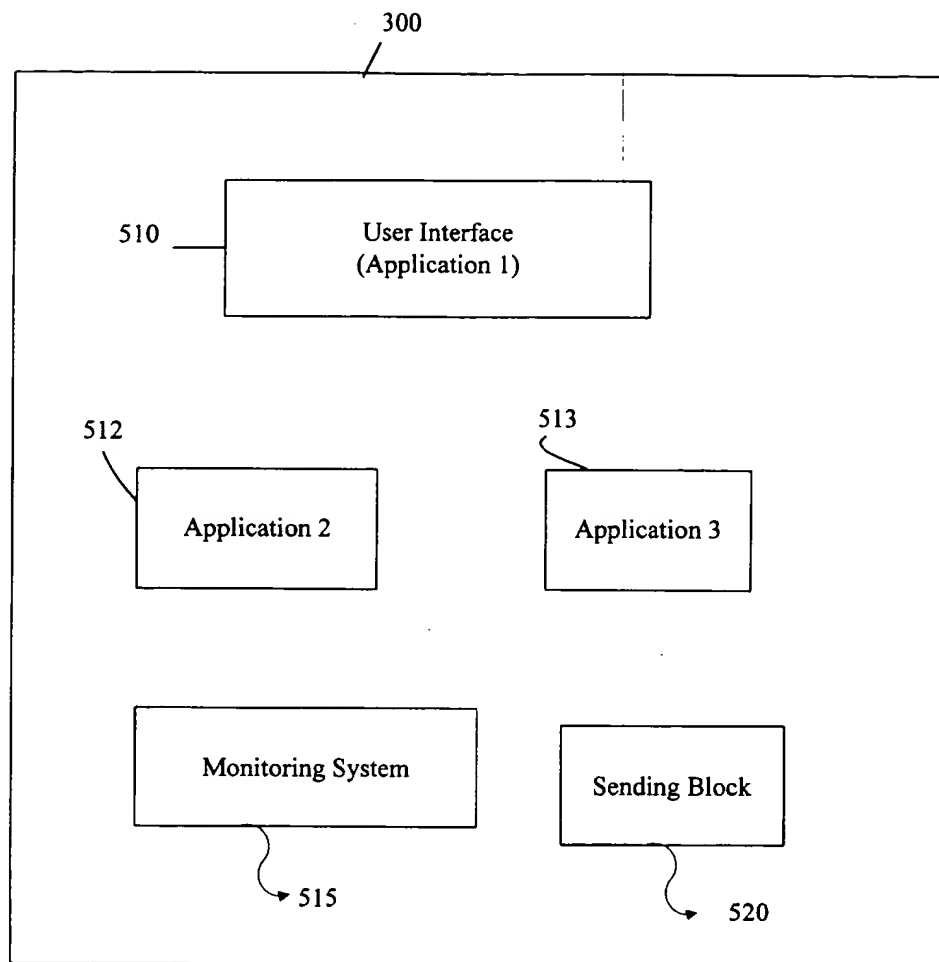 300
510
User Interface
(Application 1)
512
513
Application 2
Application 3
Monitoring System
Sending Block
515
520